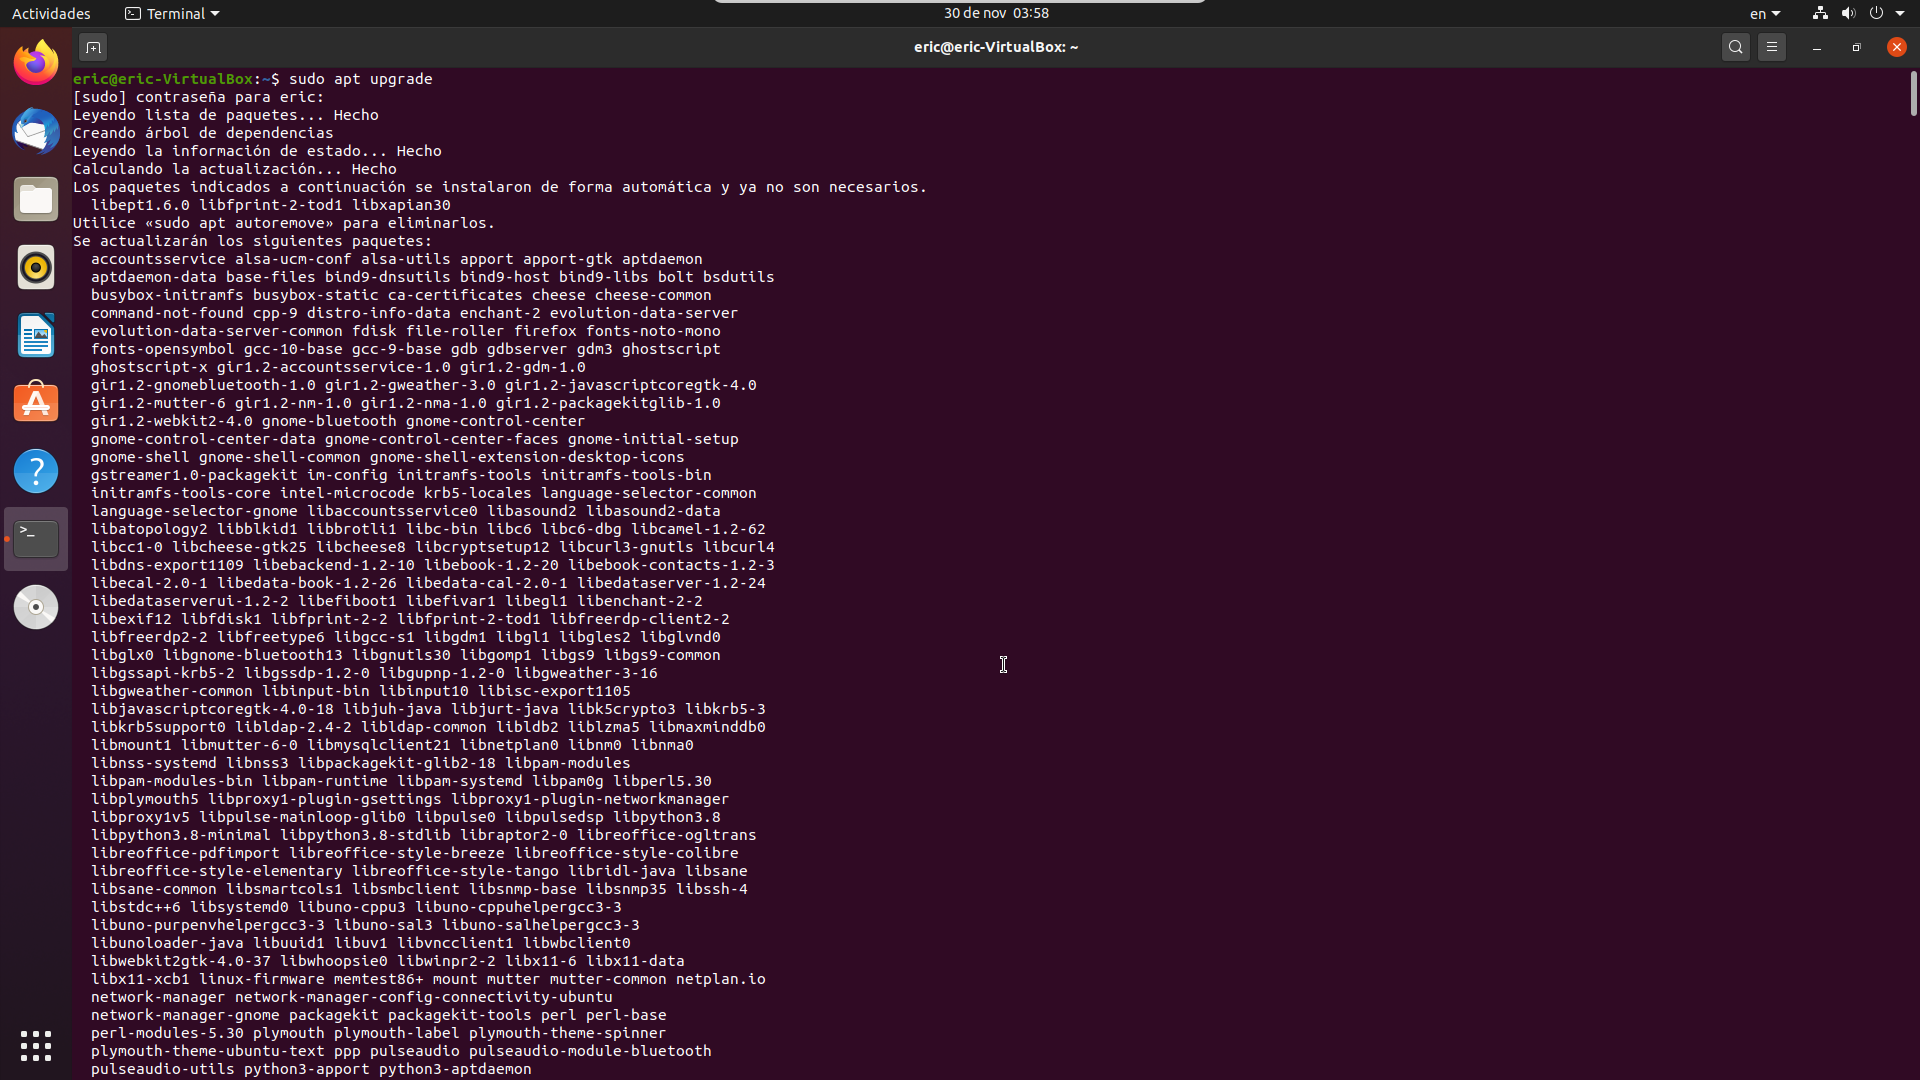 Actividades
Terminal
30 de nov 03:58
en
eric@eric-VirtualBox: ~
eric@eric-VirtualBox:~$ sudo apt upgrade
[sudo] contraseña para eric:
Leyendo lista de paquetes... Hecho
Creando árbol de dependencias
Leyendo la información de estado... Hecho
Calculando la actualización... Hecho
Los paquetes indicados a continuación se instalaron de forma automática y ya no son necesarios.
libept1.6.0 libfprint-2-tod1 libxapian30
Utilice «sudo apt autoremove» para eliminarlos.
Se actualizarán los siguientes paquetes:
accountsservice alsa-ucm-conf alsa-utils apport apport-gtk aptdaemon
aptdaemon-data base-files bind9-dnsutils bind9-host bind9-libs bolt bsdutils
busybox-initramfs busybox-static ca-certificates cheese cheese-common
command-not-found cpp-9 distro-info-data enchant-2 evolution-data-server
evolution-data-server-common fdisk file-roller firefox fonts-noto-mono
fonts-opensymbol gcc-10-base gcc-9-base gdb gdbserver gdm3 ghostscript
ghostscript-x gir1.2-accountsservice-1.0 gir1.2-gdm-1.0
gir1.2-gnomebluetooth-1.0 gir1.2-gweather-3.0 gir1.2-javascriptcoregtk-4.0
gir1.2-mutter-6 gir1.2-nm-1.0 gir1.2-nma-1.0 gir1.2-packagekitglib-1.0
gir1.2-webkit2-4.0 gnome-bluetooth gnome-control-center
gnome-control-center-data gnome-control-center-faces gnome-initial-setup
gnome-shell gnome-shell-common gnome-shell-extension-desktop-icons
gstreamer1.0-packagekit im-config initramfs-tools initramfs-tools-bin
initramfs-tools-core intel-microcode krb5-locales language-selector-common
language-selector-gnome libaccountsservice0 libasound2 libasound2-data
libatopology2 libblkid1 libbrotli1 libc-bin libc6 libc6-dbg libcamel-1.2-62
libcc1-0 libcheese-gtk25 libcheese8 libcryptsetup12 libcurl3-gnutls libcurl4
libdns-export1109 libebackend-1.2-10 libebook-1.2-20 libebook-contacts-1.2-3
libecal-2.0-1 libedata-book-1.2-26 libedata-cal-2.0-1 libedataserver-1.2-24
libedataserverui-1.2-2 libefiboot1 libefivar1 libegl1 libenchant-2-2
libexif12 libfdisk1 libfprint-2-2 libfprint-2-tod1 libfreerdp-client2-2
libfreerdp2-2 libfreetype6 libgcc-s1 libgdm1 libgl1 libgles2 libglvnd0
libglx0 libgnome-bluetooth13 libgnutls30 libgomp1 libgs9 libgs9-common
libgssapi-krb5-2 libgssdp-1.2-0 libgupnp-1.2-0 libgweather-3-16
libgweather-common libinput-bin libinput10 libisc-export1105
libjavascriptcoregtk-4.0-18 libjuh-java libjurt-java libk5crypto3 libkrb5-3
libkrb5support0 libldap-2.4-2 libldap-common libldb2 liblzma5 libmaxminddb0
libmount1 libmutter-6-0 libmysqlclient21 libnetplan0 libnm0 libnma0
libnss-systemd libnss3 libpackagekit-glib2-18 libpam-modules
libpam-modules-bin libpam-runtime libpam-systemd libpam0g libperl5.30
libplymouth5 libproxy1-plugin-gsettings libproxy1-plugin-networkmanager
libproxy1v5 libpulse-mainloop-glib0 libpulse0 libpulsedsp libpython3.8
libpython3.8-minimal libpython3.8-stdlib libraptor2-0 libreoffice-ogltrans
libreoffice-pdfimport libreoffice-style-breeze libreoffice-style-colibre
libreoffice-style-elementary libreoffice-style-tango libridl-java libsane
libsane-common libsmartcols1 libsmbclient libsnmp-base libsnmp35 libssh-4
libstdc++6 libsystemd0 libuno-cppu3 libuno-cppuhelpergcc3-3
libuno-purpenvhelpergcc3-3 libuno-sal3 libuno-salhelpergcc3-3
libunoloader-java libuuid1 libuv1 libvncclient1 libwbclient0
libwebkit2gtk-4.0-37 libwhoopsie0 libwinpr2-2 libx11-6 libx11-data
libx11-xcb1 linux-firmware memtest86+ mount mutter mutter-common netplan.io
network-manager network-manager-config-connectivity-ubuntu
network-manager-gnome packagekit packagekit-tools perl perl-base
perl-modules-5.30 plymouth plymouth-label plymouth-theme-spinner
plymouth-theme-ubuntu-text ppp pulseaudio pulseaudio-module-bluetooth
pulseaudio-utils python3-apport python3-aptdaemon